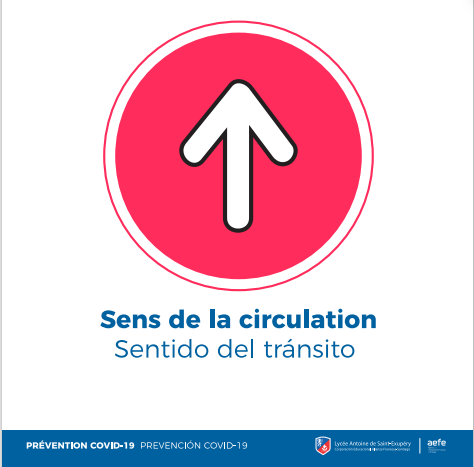 Sens de la circulation
Sentido del tránsito
PRÉVENTION COVID-19 PREVENCIÓN COVID-19
Lycée Antoine de Saint-Exupéry
aefe